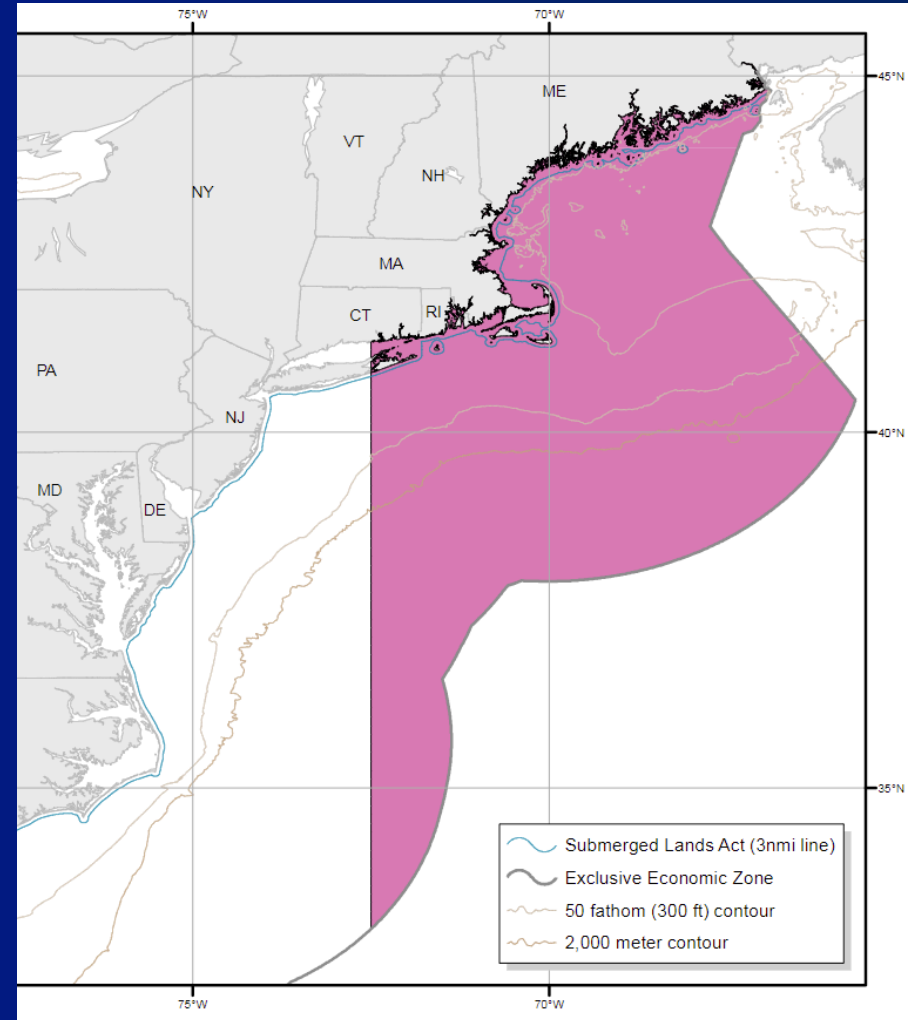 75°W
70°W
45°N
ME
VT
NH
NY
MA
CT
RI
PA
NJ
40°N
MD
DE
35°N
Submerged Lands Act (3nmi line)
Exclusive Economic Zone
50 fathom (300 ft) contour
2,000 meter contour
75°W
70°W